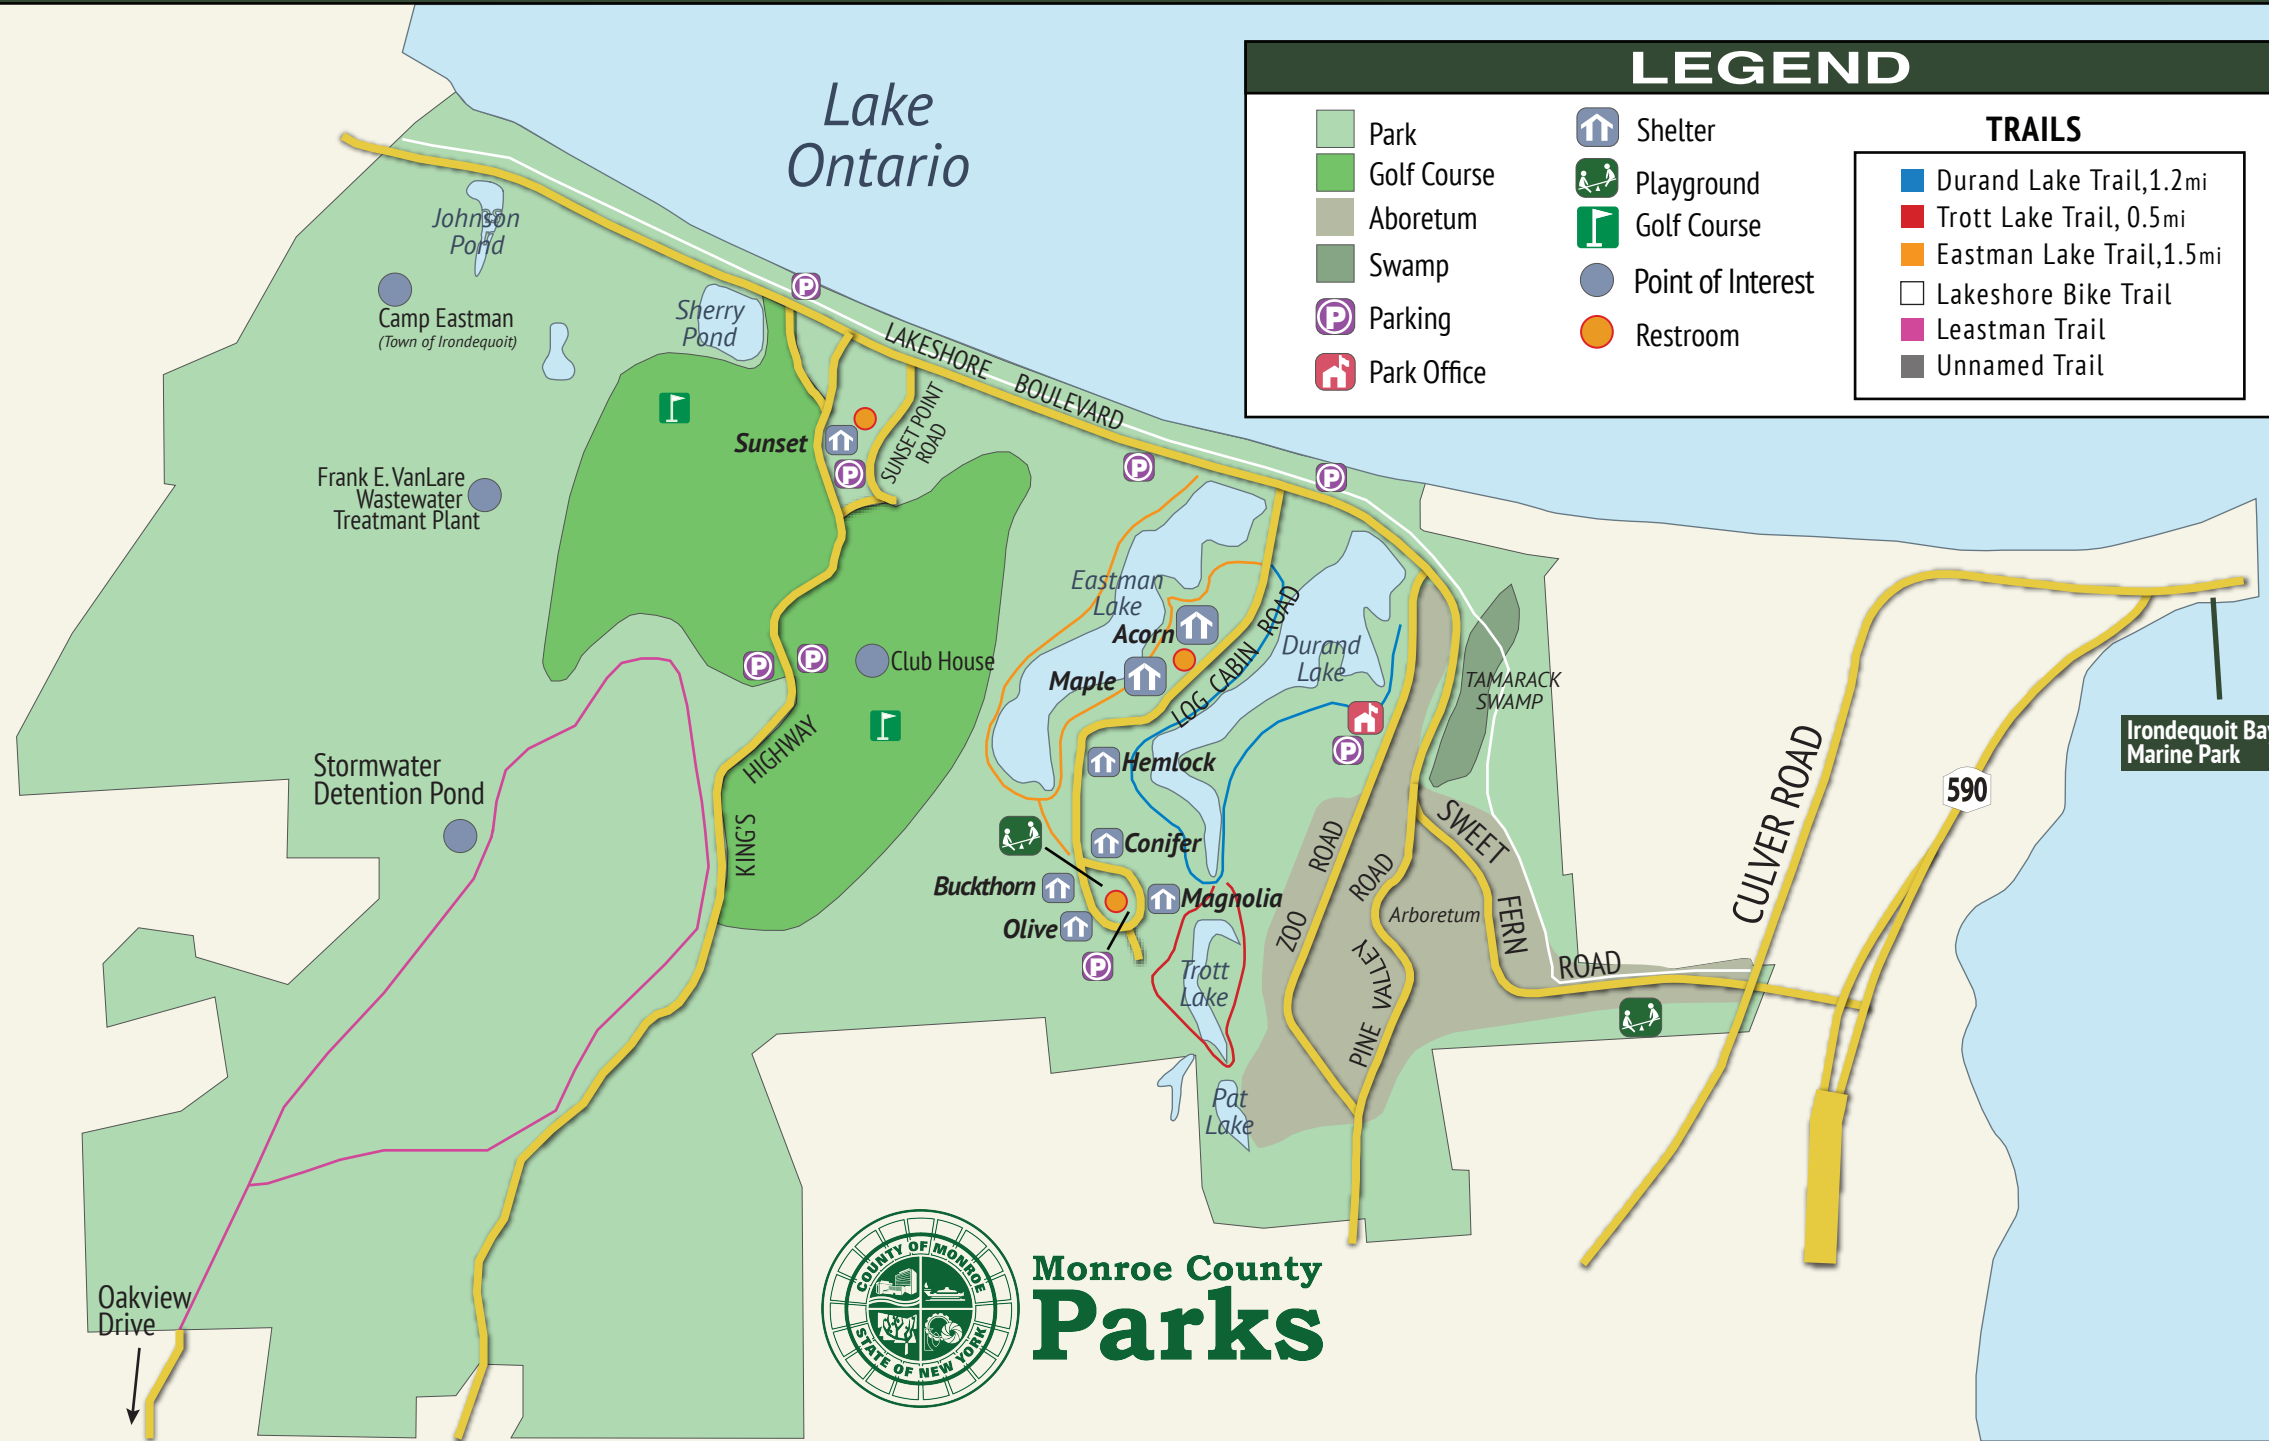 Lake
Ontario
LEGEND
Park
Golf Course
Aboretum
Swamp
P Parking
Park Office
Shelter
Playground
Golf Course
Point of Interest
Restroom
TRAILS
Durand Lake Trail,1.2mi
Trott Lake Trail, 0.5mi
Eastman Lake Trail,1.5mi
Lakeshore Bike Trail
Leastman Trail
Unnamed Trail
Johnson
Pond
Camp Eastman
(Town of Irondequoit)
Sherry
Pond
P
LAKESHORE BOULEVARD
Sunset
P
SUNSET POINT
ROAD
P
P
Frank E. VanLare
Wastewater
Treatmant Plant
Eastman
Lake
Acorn
Maple
LOG CABIN ROAD
Durand
Lake
P
P
P
Club House
TAMARACK
SWAMP
Irondequoit Bay
Marine Park
Stormwater
Detention Pond
KING'S HIGHWAY
Hemlock
Conifer
Buckthorn
Magnolia
Olive
P
ZOO ROAD
PINE VALLEY ROAD
Arboretum
SWEET FERN ROAD
CULVER ROAD
590
Trott
Lake
Pat
Lake
Oakview
Drive
COUNTY OF MONROE
STATE OF NEW YORK
Monroe County
Parks